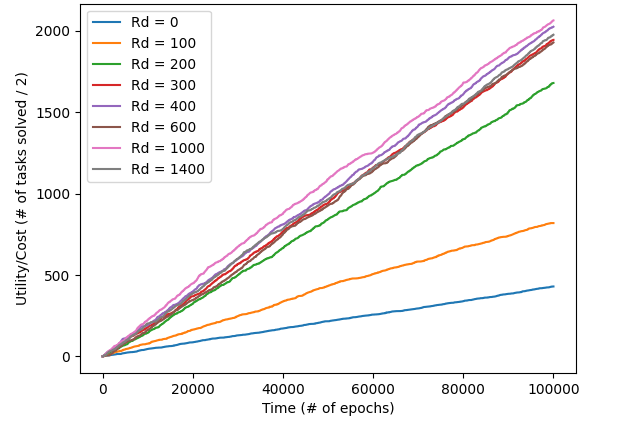 Rd = 0
Rd = 100
Rd = 200
Rd = 300
Rd = 400
Rd = 600
Rd = 1000
Rd = 1400
Utility/Cost (# of tasks solved / 2)
2000
1500
1000
500
0
0 20000 40000 60000 80000 100000
Time (# of epochs)